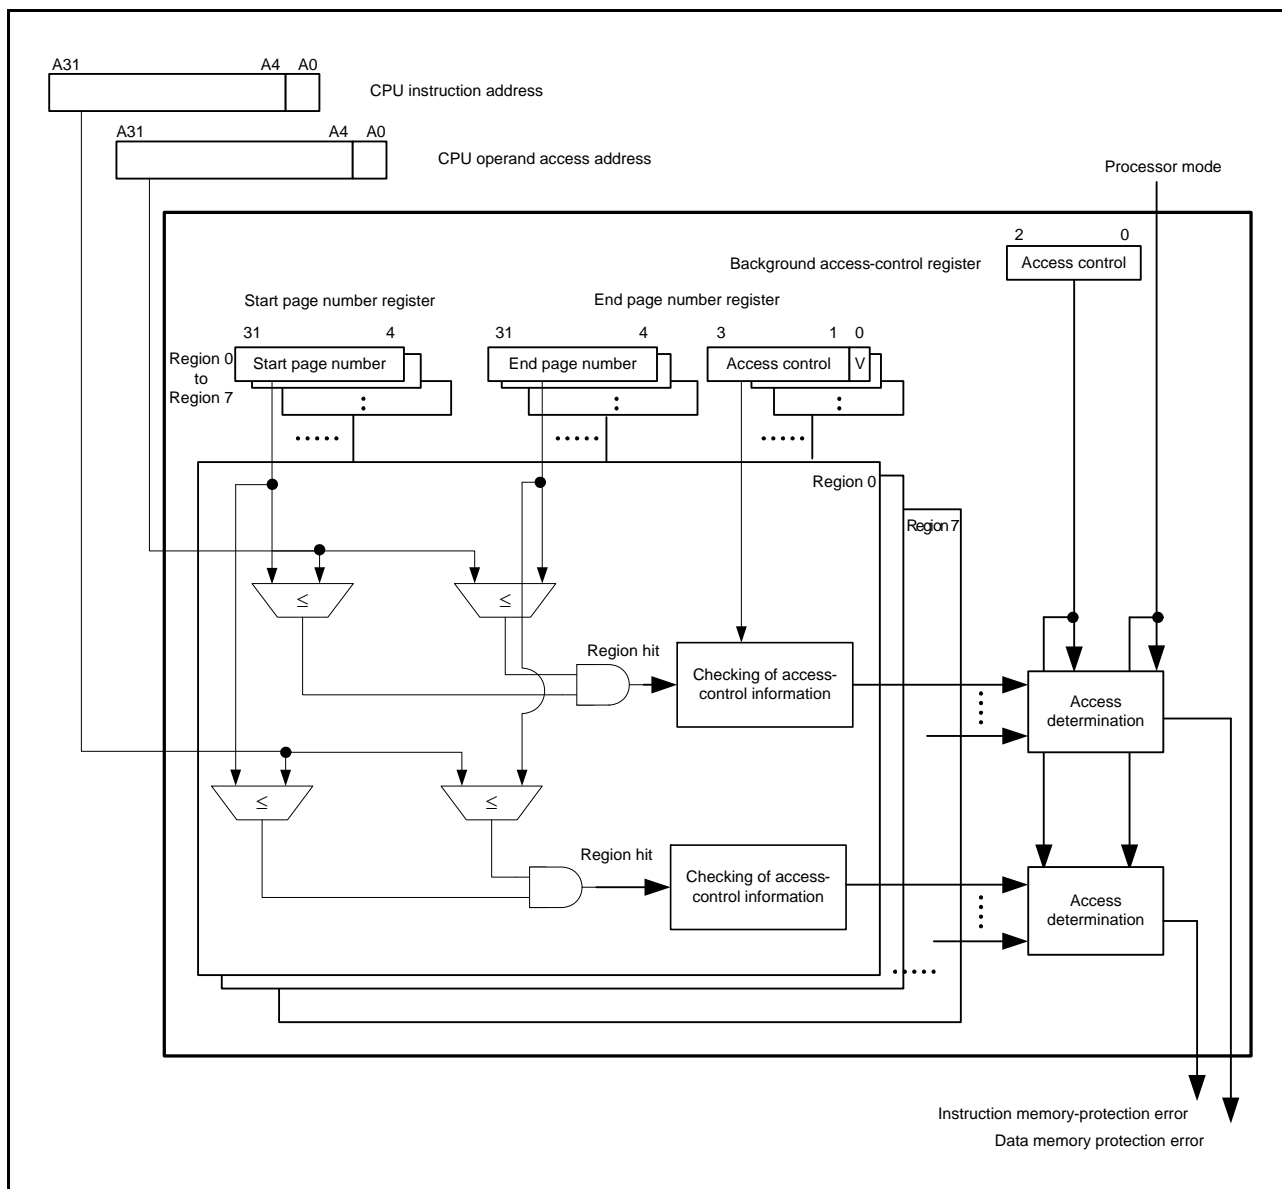 A31 A4 A0
CPU instruction address
A31 A4 A0
CPU operand access address
Processor mode
2 0
Background access-control register
Access control
Start page number register
End page number register
31 4
31 4
3 1 0
Region 0
to
Region 7
Start page number
End page number
Access control
V
Region 0
Region 7
≤
≤
Region hit
Checking of access-
control information
Access
determination
≤
≤
Region hit
Checking of access-
control information
Access
determination
Instruction memory-protection error
Data memory protection error